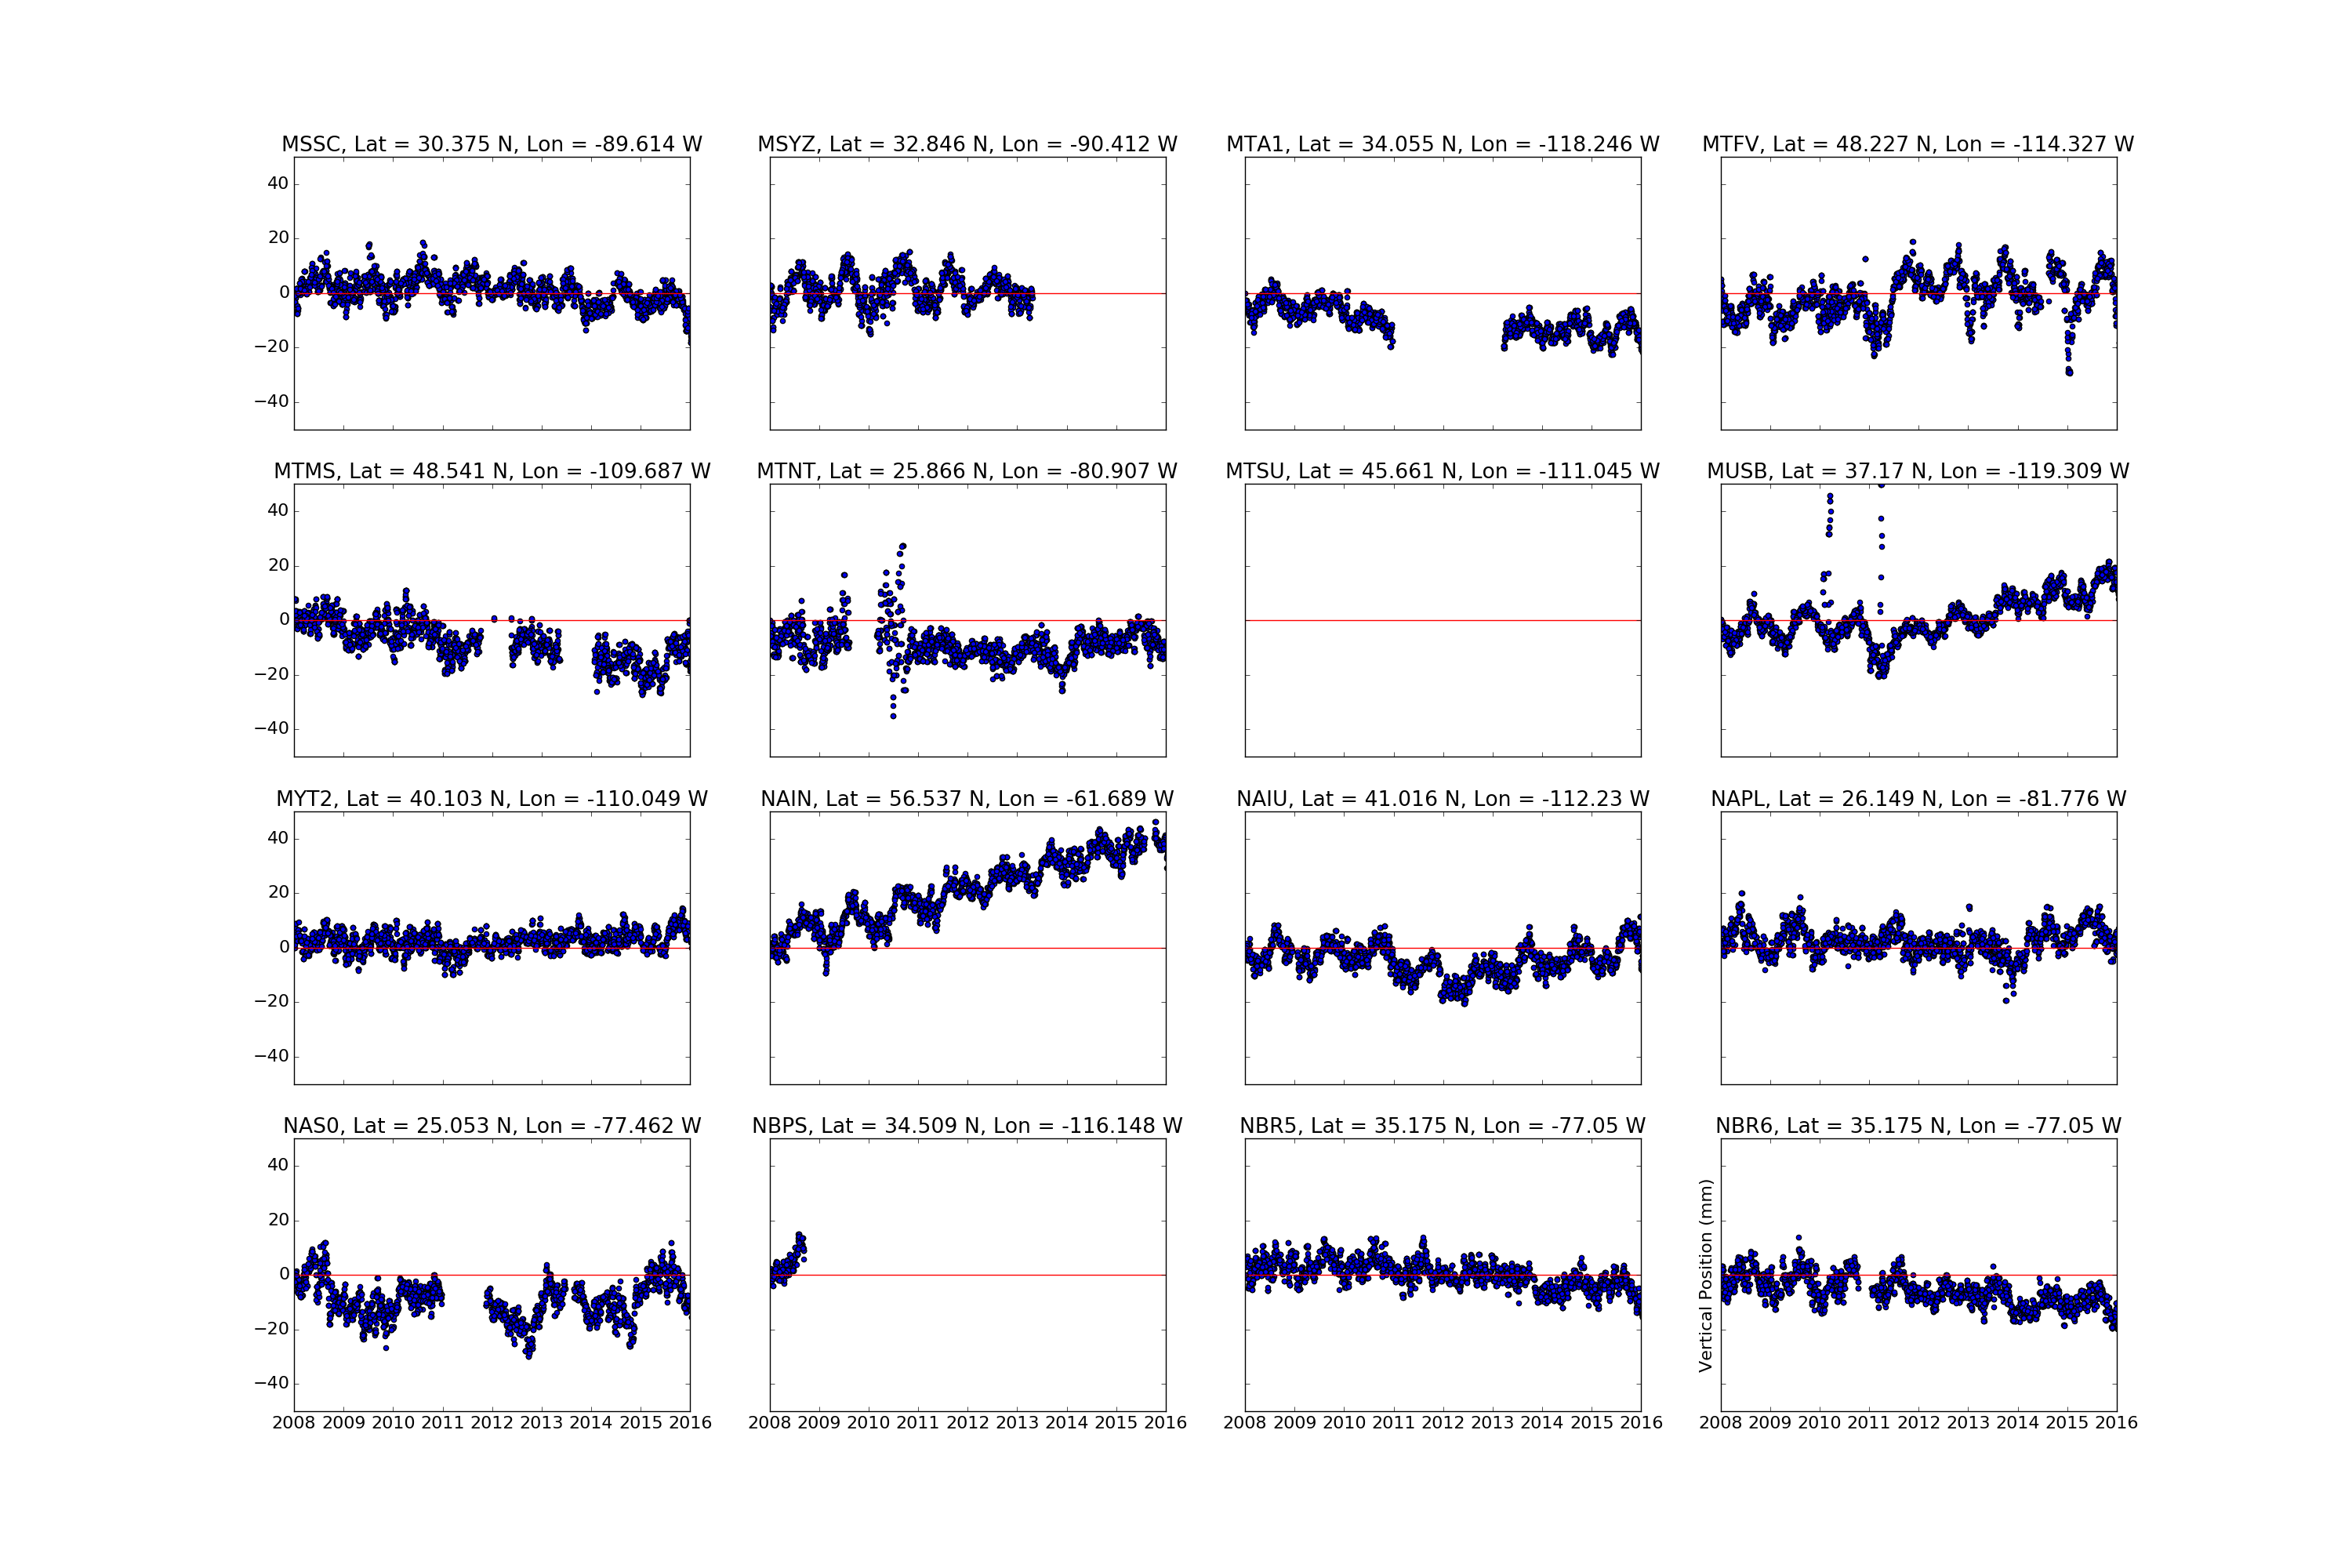 MSSC, Lat = 30.375 N, Lon = -89.614 W
MSYZ, Lat = 32.846 N, Lon = -90.412 W
MTA1, Lat = 34.055 N, Lon = -118.246 W
MTFV, Lat = 48.227 N, Lon = -114.327 W
40
20
0
−20
−40
MTMS, Lat = 48.541 N, Lon = -109.687 W
MTNT, Lat = 25.866 N, Lon = -80.907 W
MTSU, Lat = 45.661 N, Lon = -111.045 W
MUSB, Lat = 37.17 N, Lon = -119.309 W
40
20
0
−20
−40
MYT2, Lat = 40.103 N, Lon = -110.049 W
NAIN, Lat = 56.537 N, Lon = -61.689 W
NAIU, Lat = 41.016 N, Lon = -112.23 W
NAPL, Lat = 26.149 N, Lon = -81.776 W
40
20
0
−20
−40
NAS0, Lat = 25.053 N, Lon = -77.462 W
NBPS, Lat = 34.509 N, Lon = -116.148 W
NBR5, Lat = 35.175 N, Lon = -77.05 W
NBR6, Lat = 35.175 N, Lon = -77.05 W
40
20
0
−20
−40
Vertical Position (mm)
2008 2009 2010 2011 2012 2013 2014 2015 2016
2008 2009 2010 2011 2012 2013 2014 2015 2016
2008 2009 2010 2011 2012 2013 2014 2015 2016
2008 2009 2010 2011 2012 2013 2014 2015 2016